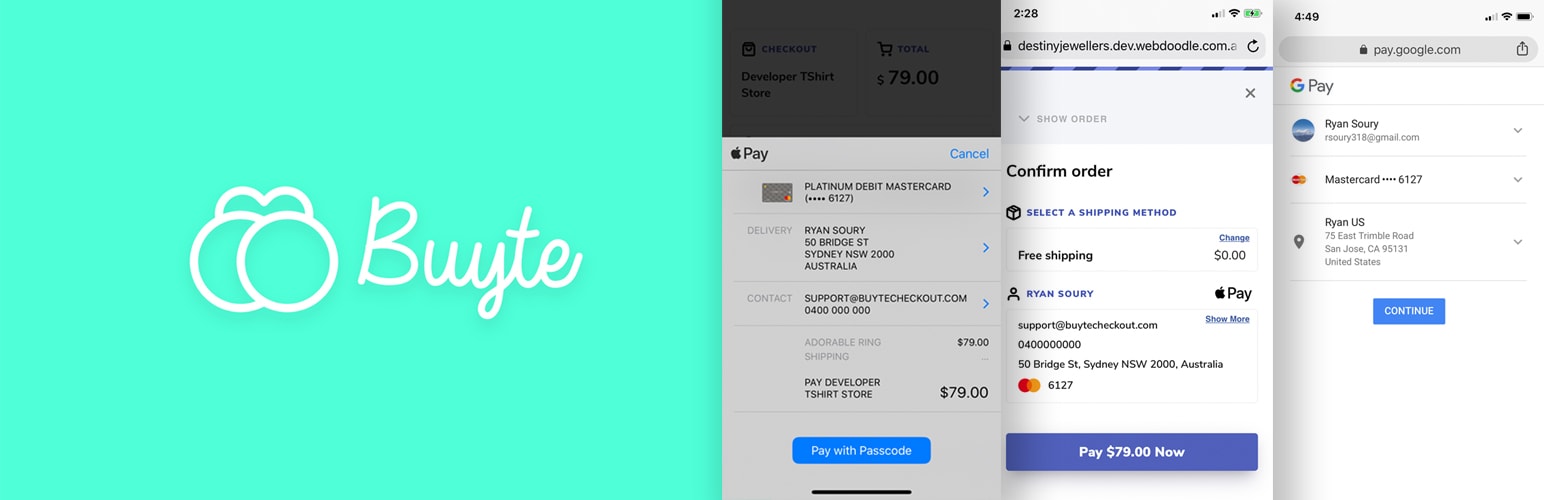 Buyte
CHECKOUT
Developer TShirt
Store
TOTAL
$ 79.00
Pay
Cancel
PLATINUM DEBIT MASTERCARD
(•••• 6127)
DELIVERY
RYAN SOURY
50 BRIDGE ST
SYDNEY NSW 2000
AUSTRALIA
CONTACT
SUPPORT@BUYTECHECKOUT.COM
0400 000 000
ADORABLE RING
$79.00
SHIPPING
...
PAY DEVELOPER
TSHIRT STORE
$79.00
Pay with Passcode
2:28
destinyjewellers.dev.webdoodle.com.a
SHOW ORDER
Confirm order
SELECT A SHIPPING METHOD
Change
Free shipping
$0.00
RYAN SOURY
Pay
Show More
support@buytecheckout.com
0400000000
50 Bridge St, Sydney NSW 2000, Australia
6127
Pay $79.00 Now
4:49
pay.google.com
G Pay
Ryan Soury
rsoury318@gmail.com
Mastercard •••• 6127
Ryan US
75 East Trimble Road
San Jose, CA 95131
United States
CONTINUE